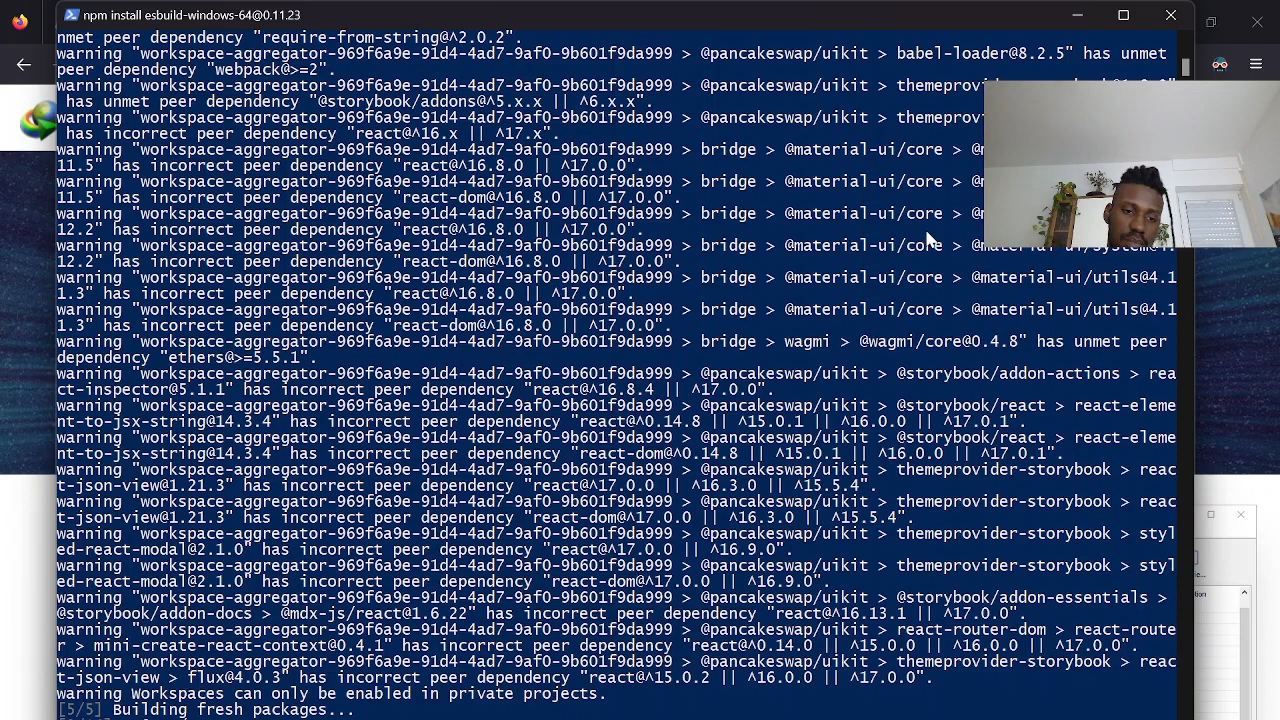 npm install esbuild-windows-64@0.11.23
nmet peer dependency "require-from-string@^2.0.2".
warning "workspace-aggregator-969f6a9e-91d4-4ad7-9af0-9b601f9da999 > @pancakeswap/uikit > babel-loader@8.2.5" has unmet
peer dependency "webpack@>=2".
warning "workspace-aggregator-969f6a9e-91d4-4ad7-9af0-9b601f9da999 > @pancakeswap/uikit >
has unmet peer dependency "@storybook/addons@^5.x.x || ^6.x.x".
warning "workspace-aggregator-969f6a9e-91d4-4ad7-9af0-9b601f9da999 > @pancakeswap/uikit >
has incorrect peer dependency "react@^16.x || ^17.x".
warning "workspace-aggregator-969f6a9e-91d4-4ad7-9af0-9b601f9da999 > bridge > @material-ui/core >
11.5" has incorrect peer dependency "react@^16.8.0 || ^17.0.0".
warning "workspace-aggregator-969f6a9e-91d4-4ad7-9af0-9b601f9da999 > bridge > @material-ui/core >
11.5" has incorrect peer dependency "react-dom@^16.8.0 || ^17.0.0".
warning "workspace-aggregator-969f6a9e-91d4-4ad7-9af0-9b601f9da999 > bridge > @material-ui/core >
12.2" has incorrect peer dependency "react@^16.8.0 || ^17.0.0".
warning "workspace-aggregator-969f6a9e-91d4-4ad7-9af0-9b601f9da999 > bridge > @material-ui/core >
12.2" has incorrect peer dependency "react-dom@^16.8.0 || ^17.0.0".
warning "workspace-aggregator-969f6a9e-91d4-4ad7-9af0-9b601f9da999 > bridge > @material-ui/core > @material-ui/utils@4.1
1.3" has incorrect peer dependency "react@^16.8.0 || ^17.0.0".
warning "workspace-aggregator-969f6a9e-91d4-4ad7-9af0-9b601f9da999 > bridge > @material-ui/core > @material-ui/utils@4.1
1.3" has incorrect peer dependency "react-dom@^16.8.0 || ^17.0.0".
warning "workspace-aggregator-969f6a9e-91d4-4ad7-9af0-9b601f9da999 > bridge > wagmi > @wagmi/core@0.4.8" has unmet peer
dependency "ethers@>=5.5.1".
warning "workspace-aggregator-969f6a9e-91d4-4ad7-9af0-9b601f9da999 > @pancakeswap/uikit > @storybook/addon-actions > rea
ct-inspector@5.1.1" has incorrect peer dependency "react@^16.8.4 || ^17.0.0".
warning "workspace-aggregator-969f6a9e-91d4-4ad7-9af0-9b601f9da999 > @pancakeswap/uikit > @storybook/react > react-eleme
nt-to-jsx-string@14.3.4" has incorrect peer dependency "react@^0.14.8 || ^15.0.1 || ^16.0.0 || ^17.0.1".
warning "workspace-aggregator-969f6a9e-91d4-4ad7-9af0-9b601f9da999 > @pancakeswap/uikit > @storybook/react > react-eleme
nt-to-jsx-string@14.3.4" has incorrect peer dependency "react-dom@^0.14.8 || ^15.0.1 || ^16.0.0 || ^17.0.1".
warning "workspace-aggregator-969f6a9e-91d4-4ad7-9af0-9b601f9da999 > @pancakeswap/uikit > themeprovider-storybook > reac
t-json-view@1.21.3" has incorrect peer dependency "react@^17.0.0 || ^16.3.0 || ^15.5.4".
warning "workspace-aggregator-969f6a9e-91d4-4ad7-9af0-9b601f9da999 > @pancakeswap/uikit > themeprovider-storybook > reac
t-json-view@1.21.3" has incorrect peer dependency "react-dom@^17.0.0 || ^16.3.0 || ^15.5.4".
warning "workspace-aggregator-969f6a9e-91d4-4ad7-9af0-9b601f9da999 > @pancakeswap/uikit > themeprovider-storybook > styl
ed-react-modal@2.1.0" has incorrect peer dependency "react@^17.0.0 || ^16.9.0".
warning "workspace-aggregator-969f6a9e-91d4-4ad7-9af0-9b601f9da999 > @pancakeswap/uikit > themeprovider-storybook > styl
ed-react-modal@2.1.0" has incorrect peer dependency "react-dom@^17.0.0 || ^16.9.0".
warning "workspace-aggregator-969f6a9e-91d4-4ad7-9af0-9b601f9da999 > @pancakeswap/uikit > @storybook/addon-essentials >
@storybook/addon-docs > @mdx-js/react@1.6.22" has incorrect peer dependency "react@^16.13.1 || ^17.0.0".
warning "workspace-aggregator-969f6a9e-91d4-4ad7-9af0-9b601f9da999 > @pancakeswap/uikit > react-router-dom > react-route
r > mini-create-react-context@0.4.1" has incorrect peer dependency "react@^0.14.0 || ^15.0.0 || ^16.0.0 || ^17.0.0".
warning "workspace-aggregator-969f6a9e-91d4-4ad7-9af0-9b601f9da999 > @pancakeswap/uikit > themeprovider-storybook > reac
t-json-view > flux@4.0.3" has incorrect peer dependency "react@^15.0.2 || ^16.0.0 || ^17.0.0".
warning Workspaces can only be enabled in private projects.
[5/5] Building fresh packages...